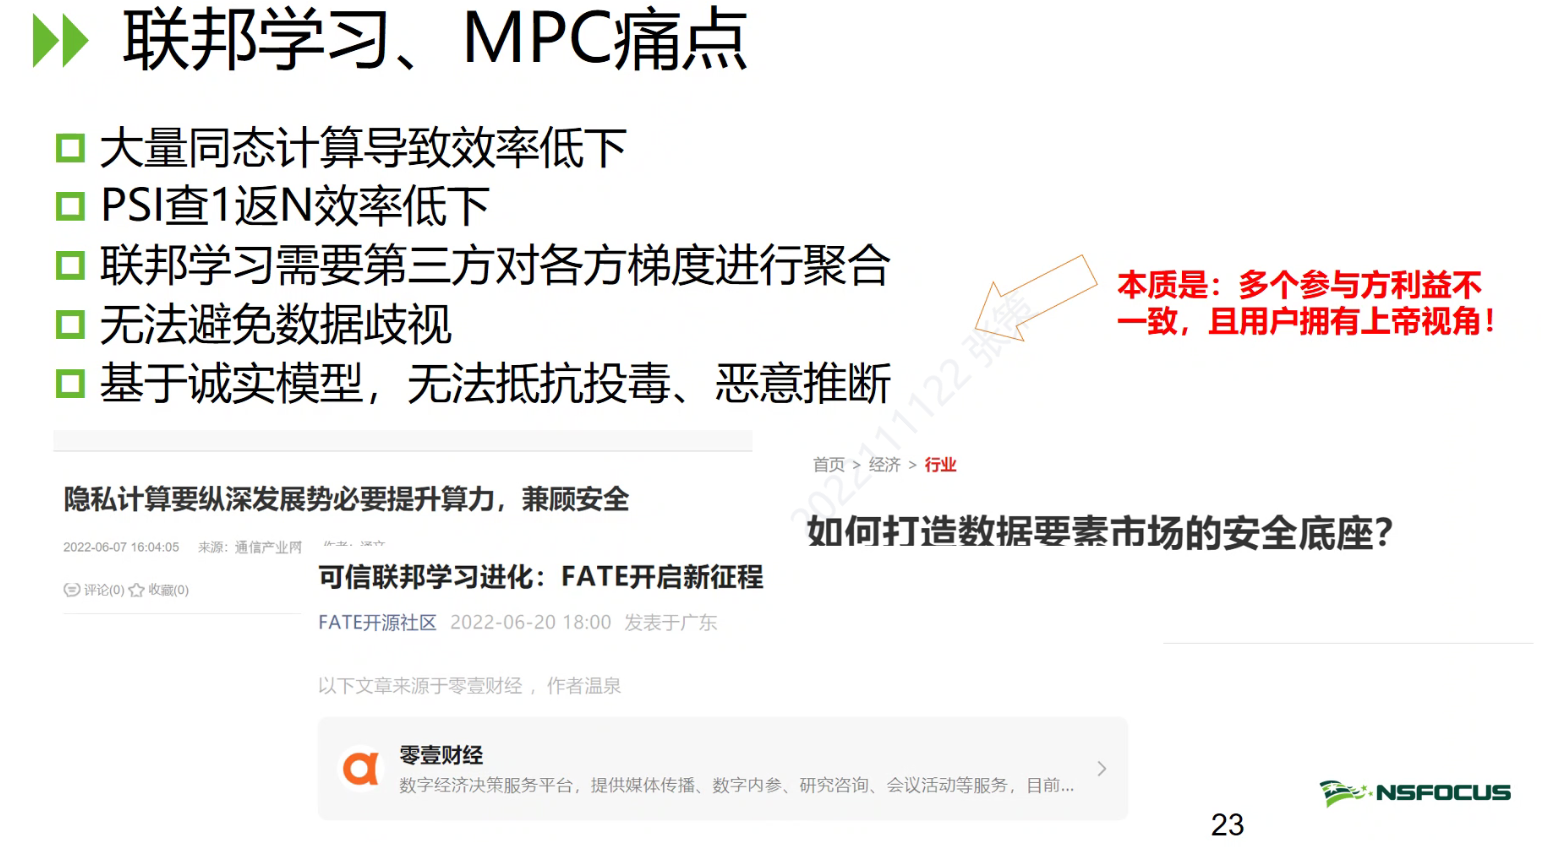 联邦学习、MPC痛点
大量同态计算导致效率低下
PSI查1返N效率低下
联邦学习需要第三方对各方梯度进行聚合
无法避免数据歧视
基于诚实模型，无法抵抗投毒、恶意推断
本质是：多个参与方利益不
一致，且用户拥有上帝视角！
2022111122 张策
隐私计算要纵深发展势必要提升算力，兼顾安全
2022-06-07 16:04:05 来源：通信产业网
评论(0) 收藏(0)
首页 > 经济 > 行业
如何打造数据要素市场的安全底座？
可信联邦学习进化：FATE开启新征程
FATE开源社区 2022-06-20 18:00 发表于广东
以下文章来源于零壹财经 ，作者温泉
零壹财经
数字经济决策服务平台，提供媒体传播、数字内参、研究咨询、会议活动等服务，目前...
NSFOCUS
23